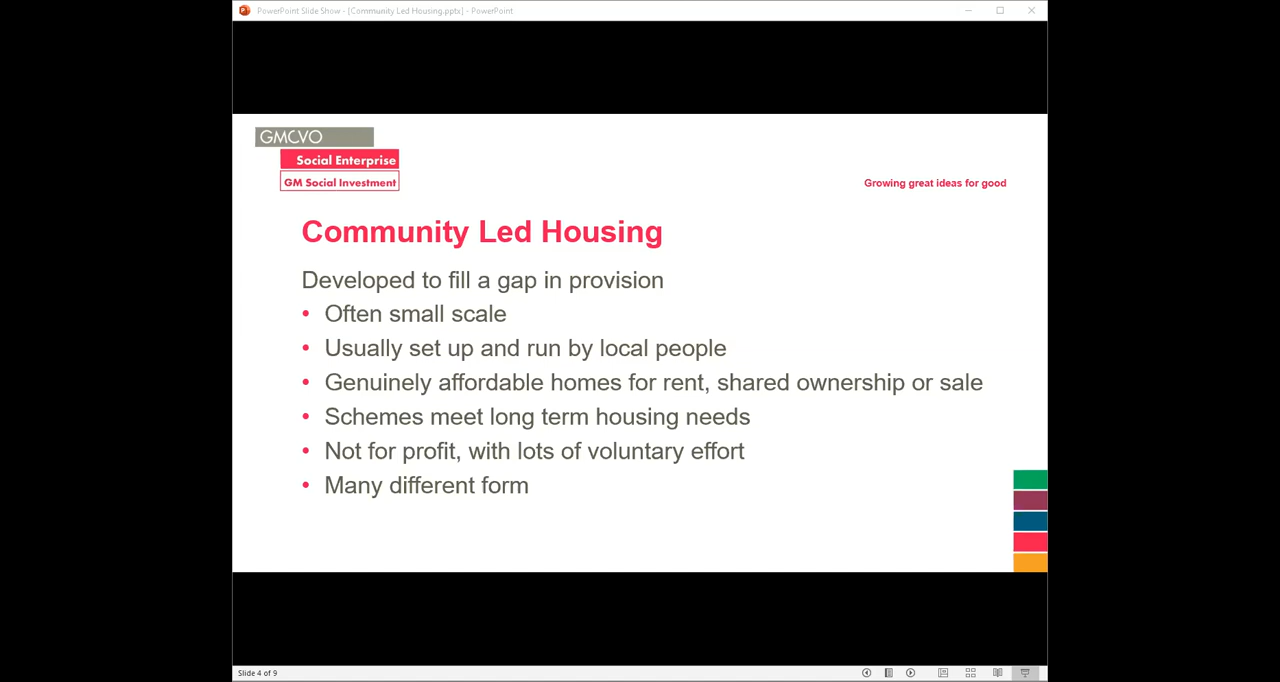 PowerPoint Slide Show - [Community Led Housing.pptx] - PowerPoint
GMCVO
Social Enterprise
GM Social Investment
Growing great ideas for good
Community Led Housing
Developed to fill a gap in provision
• Often small scale
• Usually set up and run by local people
• Genuinely affordable homes for rent, shared ownership or sale
• Schemes meet long term housing needs
• Not for profit, with lots of voluntary effort
• Many different form
Slide 4 of 9